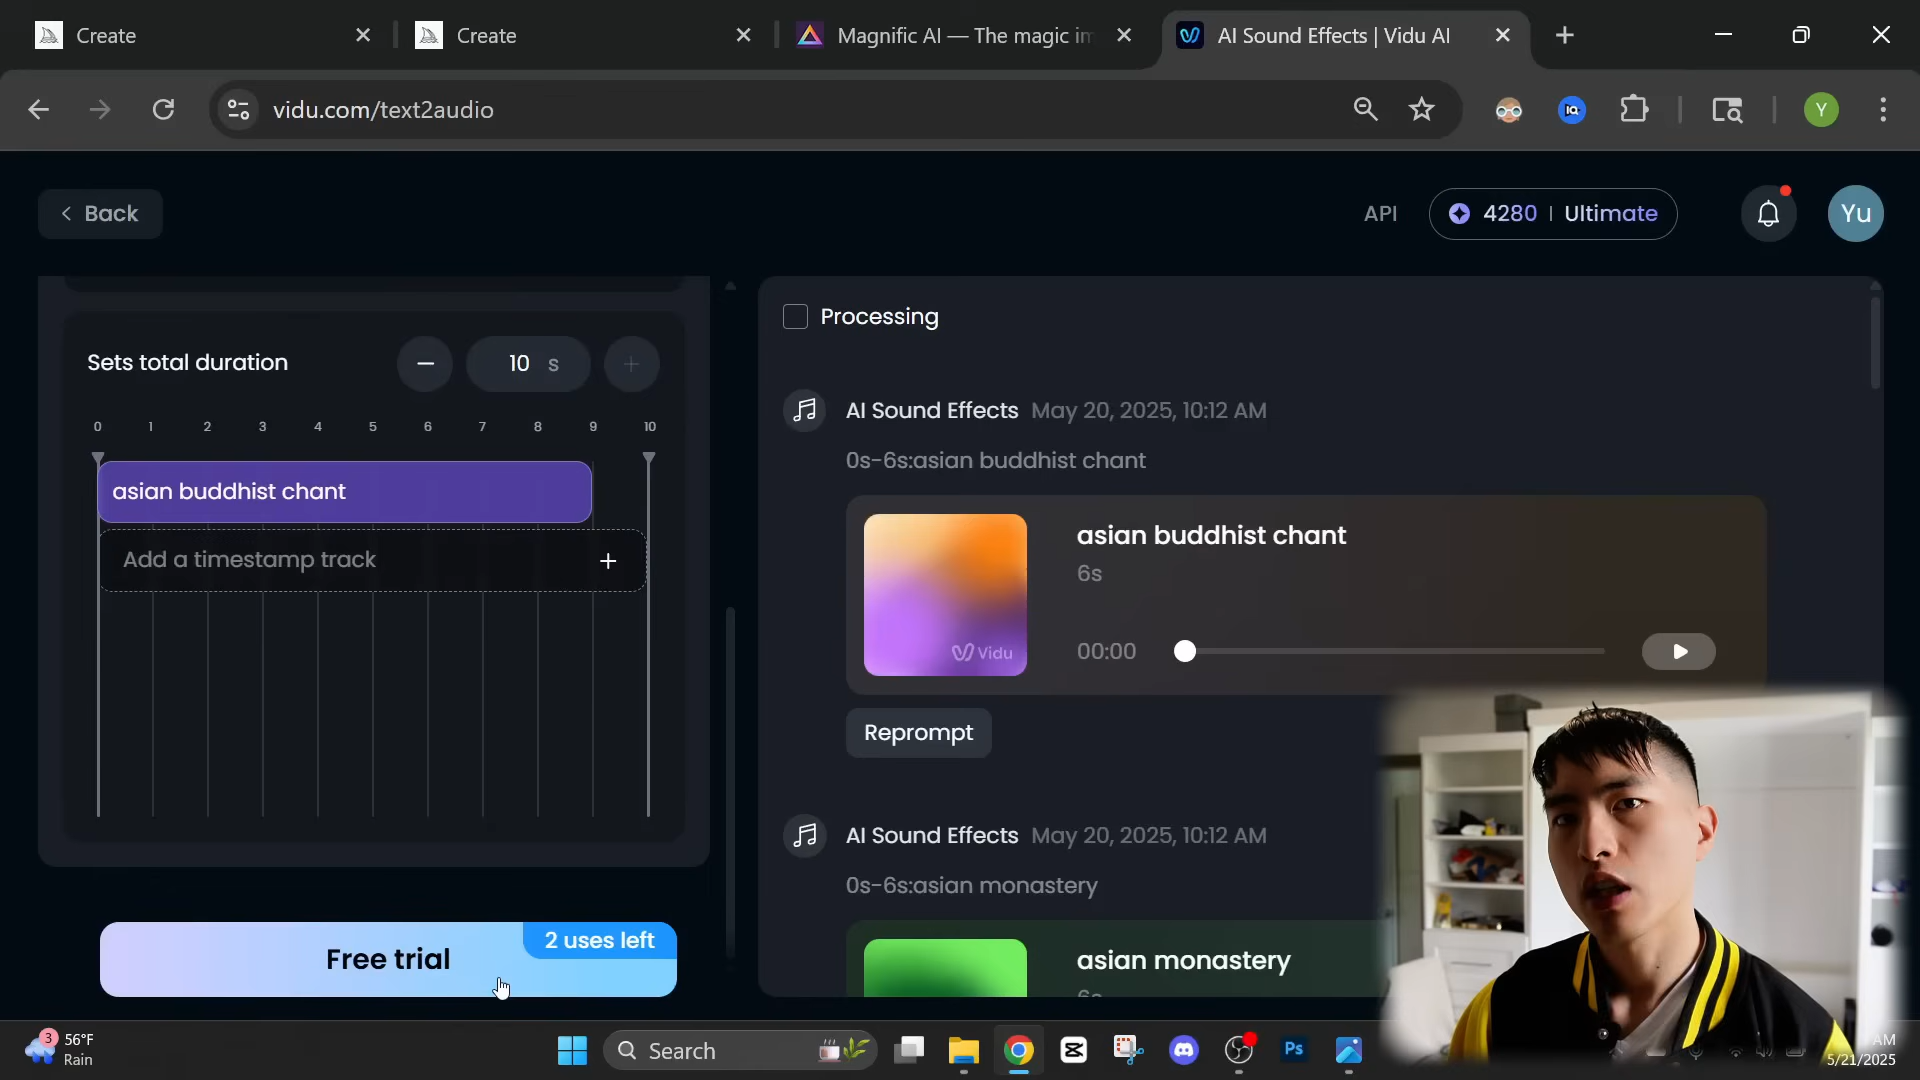 Create
Create
Magnific AI — The magic im
AI Sound Effects | Vidu AI
vidu.com/text2audio
Y
Back
API
4280 | Ultimate
Yu
Sets total duration
10 s
0 1 2 3 4 5 6 7 8 9 10
asian buddhist chant
Add a timestamp track
Free trial
2 uses left
Processing
AI Sound Effects May 20, 2025, 10:12 AM
0s-6s:asian buddhist chant
Vidu
asian buddhist chant
6s
00:00
Reprompt
AI Sound Effects May 20, 2025, 10:12 AM
0s-6s:asian monastery
asian monastery
3
56°F
Rain
Search
Ps
AM
5/21/2025